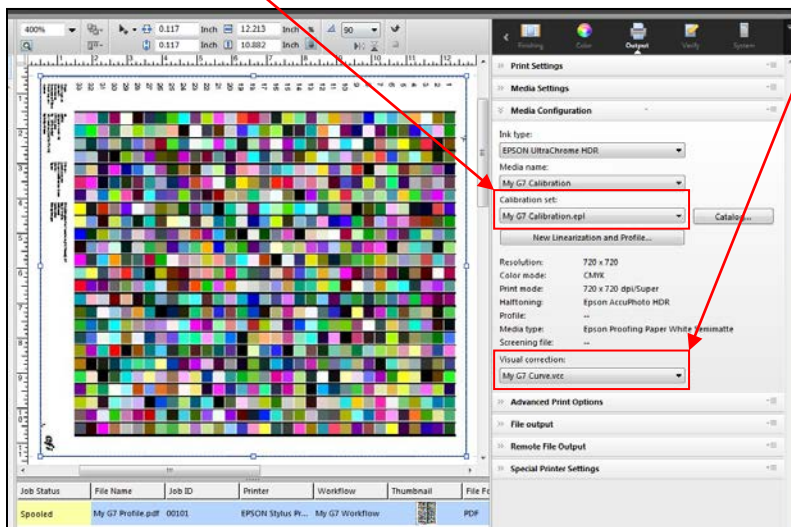 400% 0.117 Inch 12.213 Inch % 90
0.117 Inch 10.882 Inch
Finishing Color Output Verify System
Print Settings
Media Settings
Media Configuration
Ink type:
EPSON UltraChrome HDR
Media name:
My G7 Calibration
Calibration set:
My G7 Calibration.epl Catalog...
New Linearization and Profile...
Resolution: 720 x 720
Color mode: CMYK
Print mode: 720 x 720 dpi/Super
Halftoning: Epson AccuPhoto HDR
Profile: --
Media type: Epson Proofing Paper White Semimatte
Screening file: --
Visual correction:
My G7 Curve.vcc
Advanced Print Options
File output
Remote File Output
Special Printer Settings
Job Status File Name Job ID Printer Workflow Thumbnail File Fo
Spooled My G7 Profile.pdf 00101 EPSON Stylus Pr... My G7 Workflow PDF